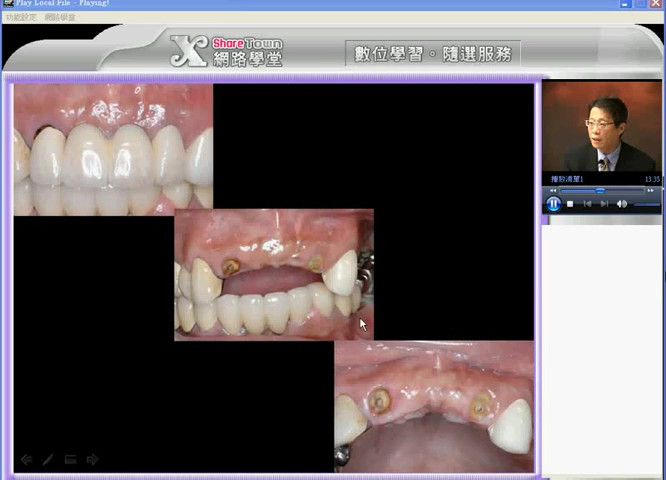 Play Local File - Playing!
功能設定 網路學堂
ShareTown
網路學堂
數位學習。隨選服務
播放清單1 13:35